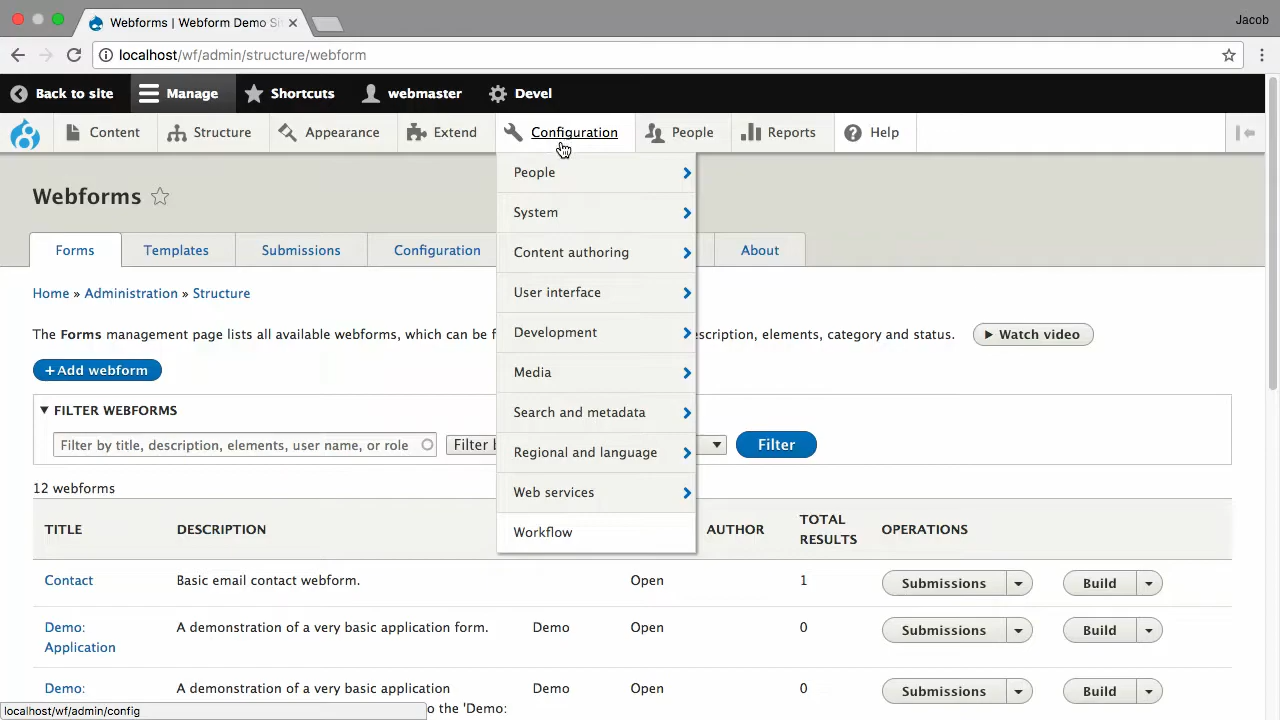 Webforms | Webform Demo Si
Jacob
localhost/wf/admin/structure/webform
Back to site
Manage
Shortcuts
webmaster
Devel
Content
Structure
Appearance
Extend
Configuration
People
Reports
Help
People
System
Content authoring
User interface
Development
Media
Search and metadata
Regional and language
Web services
Workflow
Webforms
Forms
Templates
Submissions
Configuration
About
Home » Administration » Structure
The Forms management page lists all available webforms, which can be
scription, elements, category and status.
Watch video
+Add webform
FILTER WEBFORMS
Filter by title, description, elements, user name, or role
Filter
Filter
12 webforms
TITLE
DESCRIPTION
AUTHOR
TOTAL
RESULTS
OPERATIONS
Contact
Basic email contact webform.
Open
1
Submissions
Build
Demo:
Application
A demonstration of a very basic application form.
Demo
Open
0
Submissions
Build
Demo:
A demonstration of a very basic application
Demo
Open
0
Submissions
Build
o the 'Demo:
localhost/wf/admin/config